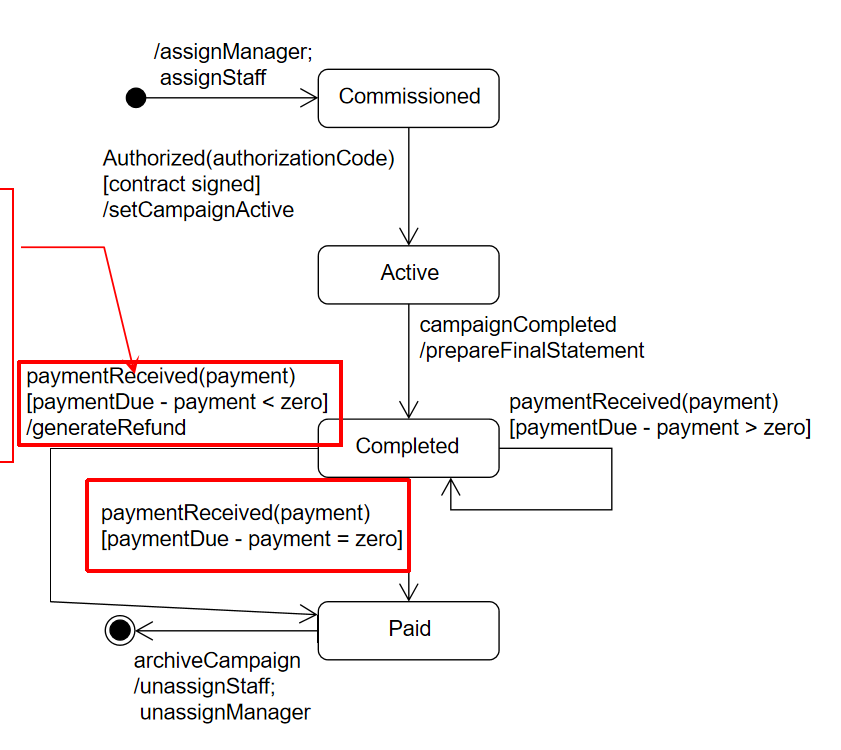 /assignManager;
assignStaff
Commissioned
Authorized(authorizationCode)
[contract signed]
/setCampaignActive
Active
campaignCompleted
/prepareFinalStatement
paymentReceived(payment)
[paymentDue - payment < zero]
/generateRefund
paymentReceived(payment)
[paymentDue - payment > zero]
Completed
paymentReceived(payment)
[paymentDue - payment = zero]
Paid
archiveCampaign
/unassignStaff;
unassignManager